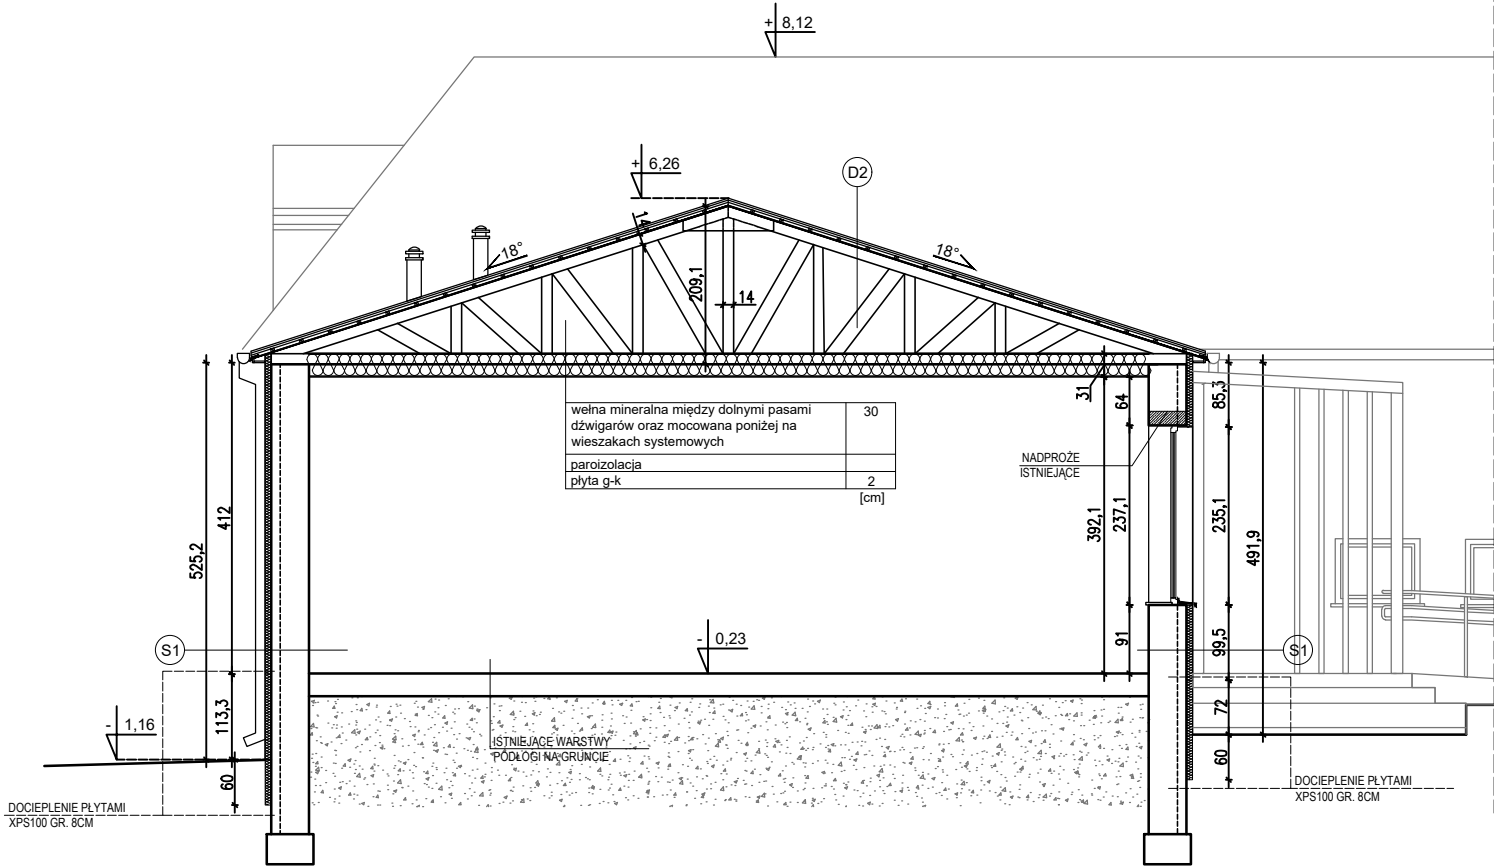 + 8,12
+ 6,26
D2
14
18°
18°
209,1
14
31
64
85,3
wełna mineralna między dolnymi pasami 30
dźwigarów oraz mocowana poniżej na
wieszakach systemowych
paroizolacja
płyta g-k 2
[cm]
NADPROŻE
ISTNIEJĄCE
412
525,2
392,1
237,1
235,1
491,9
- 0,23
S1
91
99,5
S1
- 1,16
113,3
72
ISTNIEJĄCE WARSTWY
PODŁOGI NA GRUNCIE
60
60
DOCIEPLENIE PŁYTAMI
XPS100 GR. 8CM
DOCIEPLENIE PŁYTAMI
XPS100 GR. 8CM